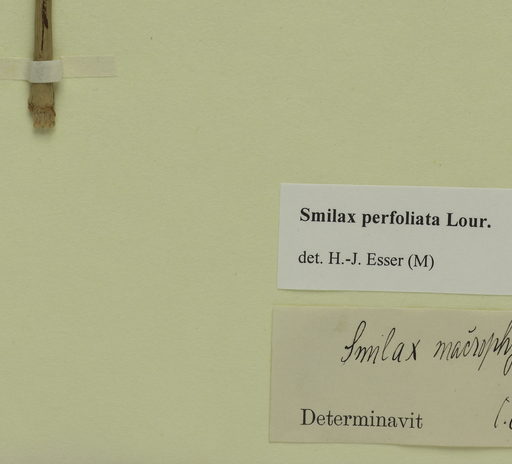 Smilax perfoliata Lour.
det. H.-J. Esser (M)
Smilax
Determinavit